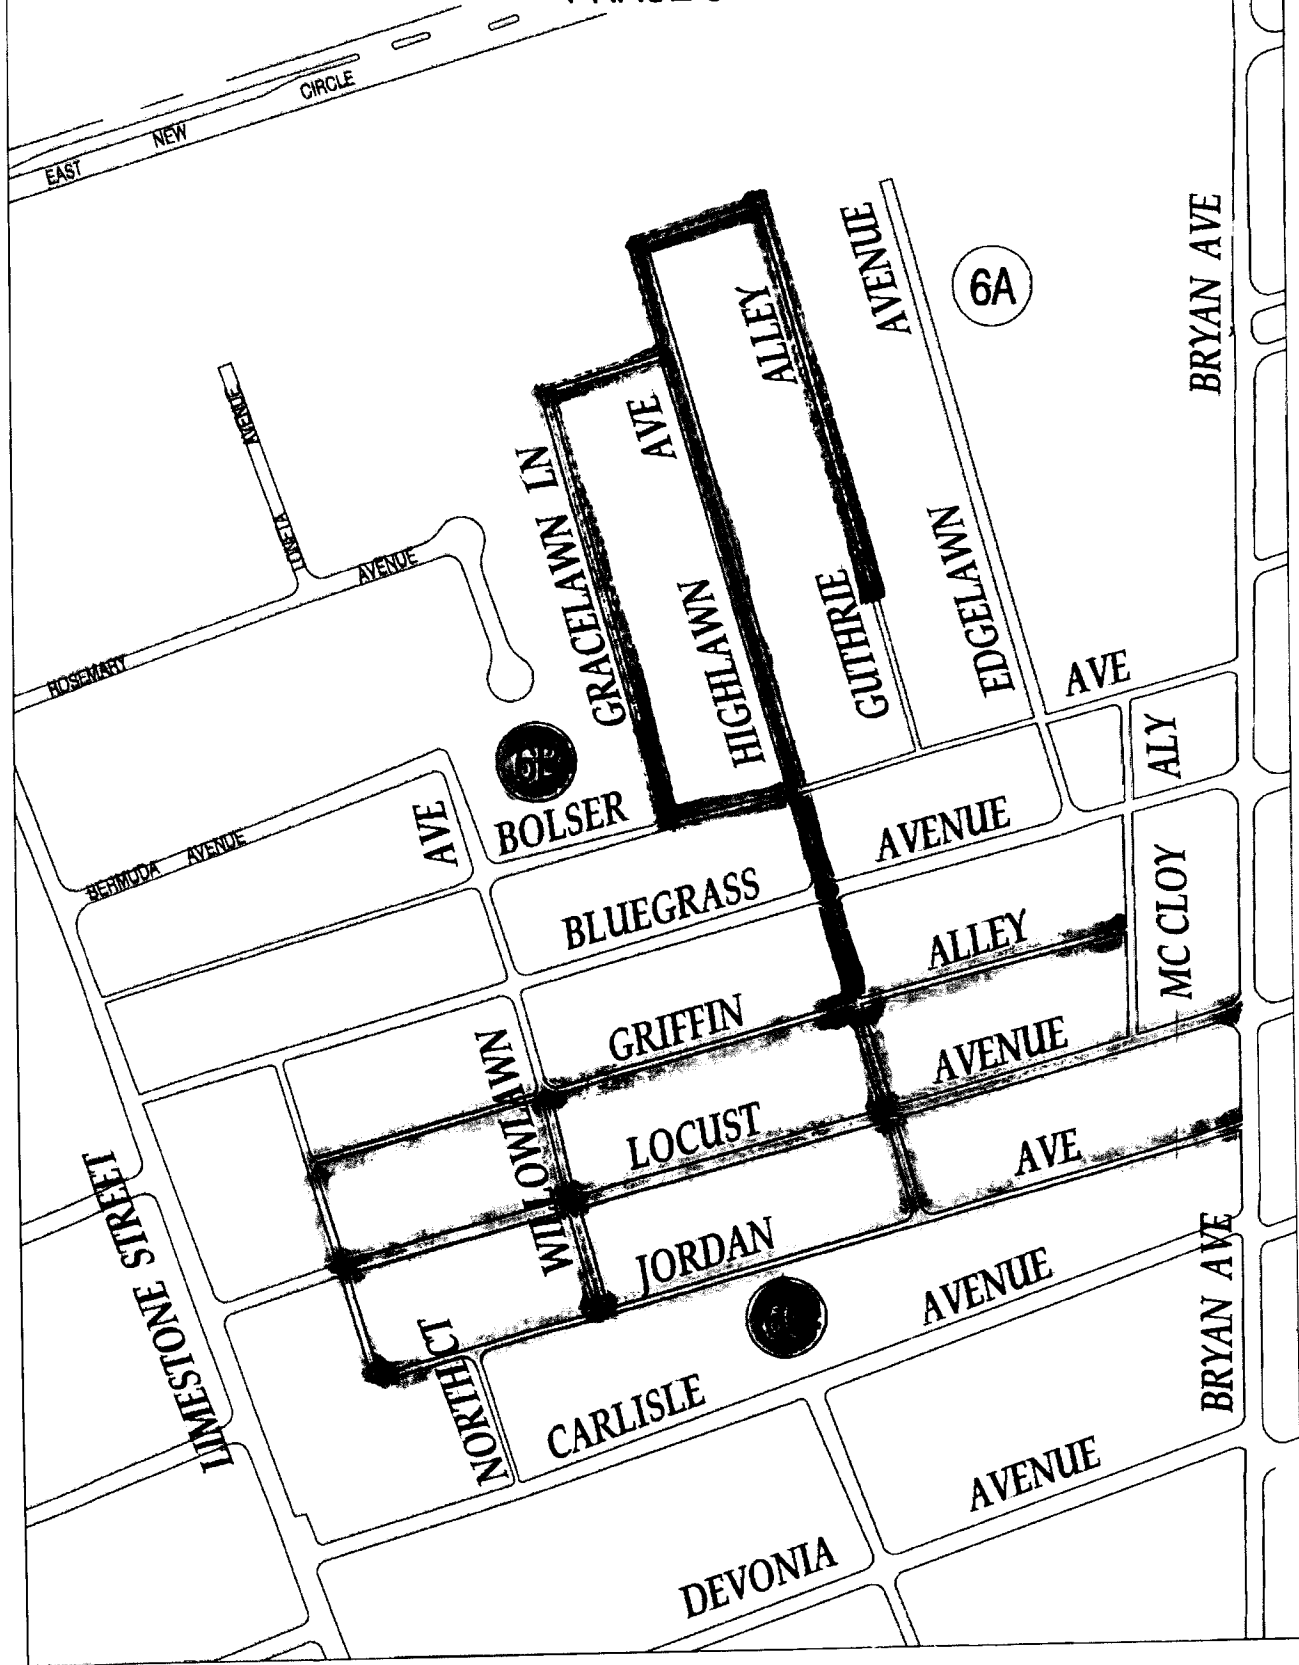 CIRCLE
NEW
EAST
AVENUE
6A
BRYAN AVE
ALLEY
AVE
AVENUE
GRACELAWN LN
HIGHLAWN
GUTHRIE
EDGELAWN
AVENUE
ROSEMARY
AVE
ALY
6B
BOLSER
AVE
AVENUE
BERMUDA AVENUE
BLUEGRASS
MC CLOY
ALLEY
GRIFFIN
AVENUE
WILLOWLAWN
LOCUST
AVE
LIMESTONE STREET
JORDAN
AVENUE
BRYAN AVE
NORTH CT
CARLISLE
AVENUE
DEVONIA